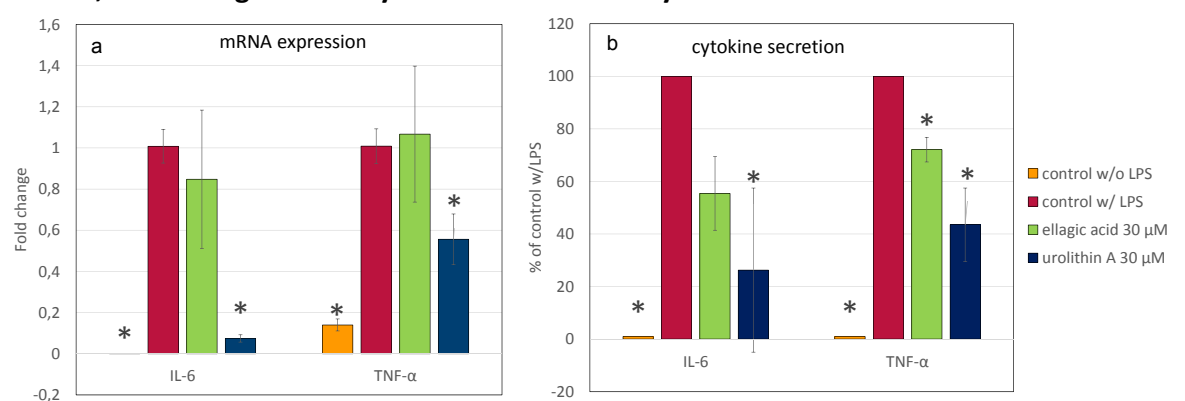 a
mRNA expression
1,6
1,4
1,2
1
0,8
0,6
0,4
0,2
0
-0,2
Fold change
*
*
*
*
IL-6
TNF-α
b
cytokine secretion
120
100
80
60
40
20
0
-20
% of control w/LPS
*
*
*
*
*
IL-6
TNF-α
control w/o LPS
control w/ LPS
ellagic acid 30 µM
urolithin A 30 µM